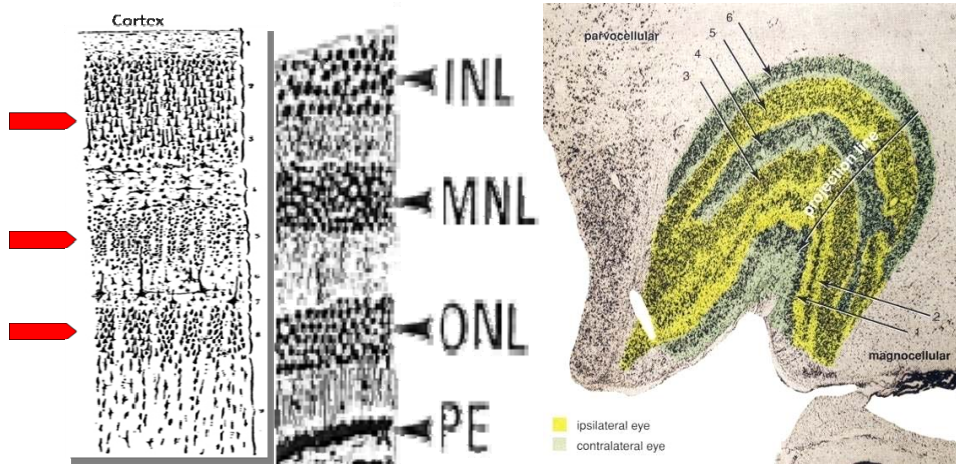 Cortex
INL
MNL
ONL
PE
parvocellular
6
5
4
3
projection line
2
1
magnocellular
ipsilateral eye
contralateral eye